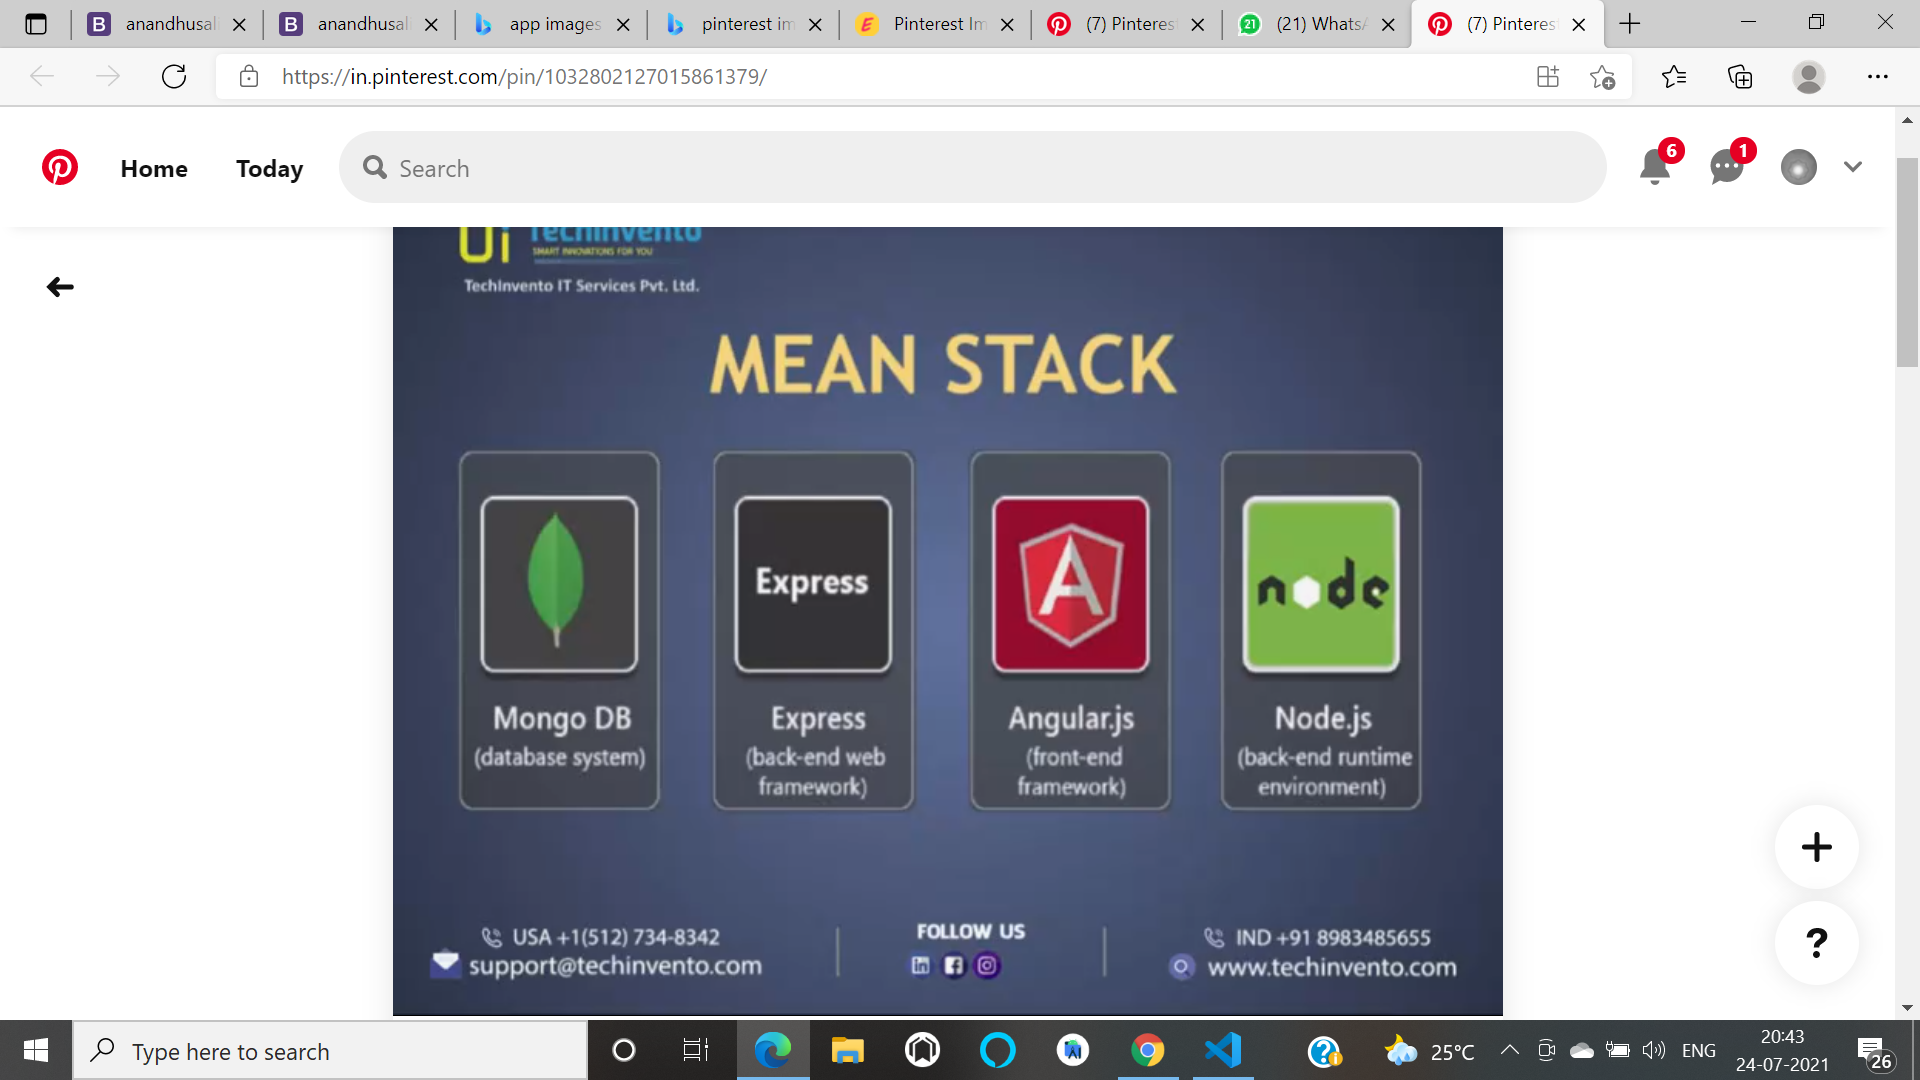 anandhusal
anandhusal
app images
pinterest im
Pinterest Im
(7) Pinterest
(21) WhatsA
(7) Pinterest
https://in.pinterest.com/pin/1032802127015861379/
Home
Today
Search
6
1
Techinvento
SMART INNOVATIONS FOR YOU
TechInvento IT Services Pvt. Ltd.
MEAN STACK
Express
node
Mongo DB
(database system)
Express
(back-end web
framework)
Angular.js
(front-end
framework)
Node.js
(back-end runtime
environment)
USA +1(512) 734-8342
support@techinvento.com
FOLLOW US
IND +91 8983485655
www.techinvento.com
Type here to search
25°C
ENG
20:43
24-07-2021
26